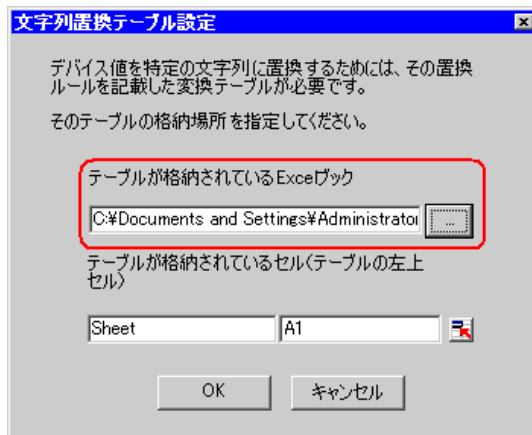 文字列置換テーブル設定
デバイス値を特定の文字列に置換するためには、その置換
ルールを記載した変換テーブルが必要です。
そのテーブルの格納場所を指定してください。
テーブルが格納されているExcelブック
C:¥Documents and Settings¥Administrator
...
テーブルが格納されているセル(テーブルの左上
セル)
Sheet A1
OK キャンセル